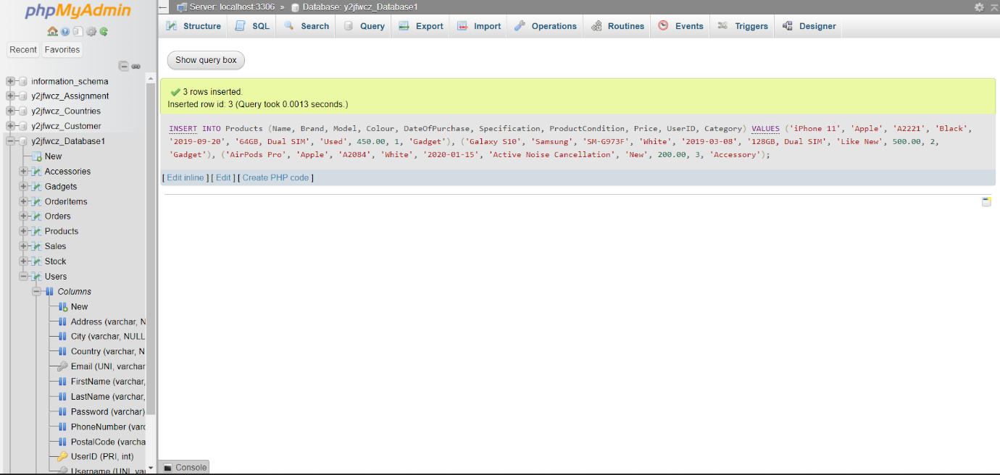 phpMyAdmin
Recent Favorites
information_schema
y2jfwcz_Assignment
y2jfwcz_Countries
y2jfwcz_Customer
y2jfwcz_Database1
New
Accessories
Gadgets
OrderItems
Orders
Products
Sales
Stock
Users
Columns
New
Address (varchar, N
City (varchar, NULL
Country (varchar, N
Email (UNI, varchar
FirstName (varchar,
LastName (varchar,
Password (varchar)
PhoneNumber (varc
PostalCode (varcha
UserID (PRI, int)
Username (UNI, va
Server: localhost:3306 » Database: y2jfwcz_Database1
Structure SQL Search Query Export Import Operations Routines Events Triggers Designer
Show query box
3 rows inserted.
Inserted row id: 3 (Query took 0.0013 seconds.)
INSERT INTO Products (Name, Brand, Model, Colour, DateOfPurchase, Specification, ProductCondition, Price, UserID, Category) VALUES ('iPhone 11', 'Apple', 'A2221', 'Black',
'2019-09-20', '64GB, Dual SIM', 'Used', 450.00, 1, 'Gadget'), ('Galaxy S10', 'Samsung', 'SM-G973F', 'White', '2019-03-08', '128GB, Dual SIM', 'Like New', 500.00, 2,
'Gadget'), ('AirPods Pro', 'Apple', 'A2084', 'White', '2020-01-15', 'Active Noise Cancellation', 'New', 200.00, 3, 'Accessory');
[ Edit inline ] [ Edit ] [ Create PHP code ]
Console